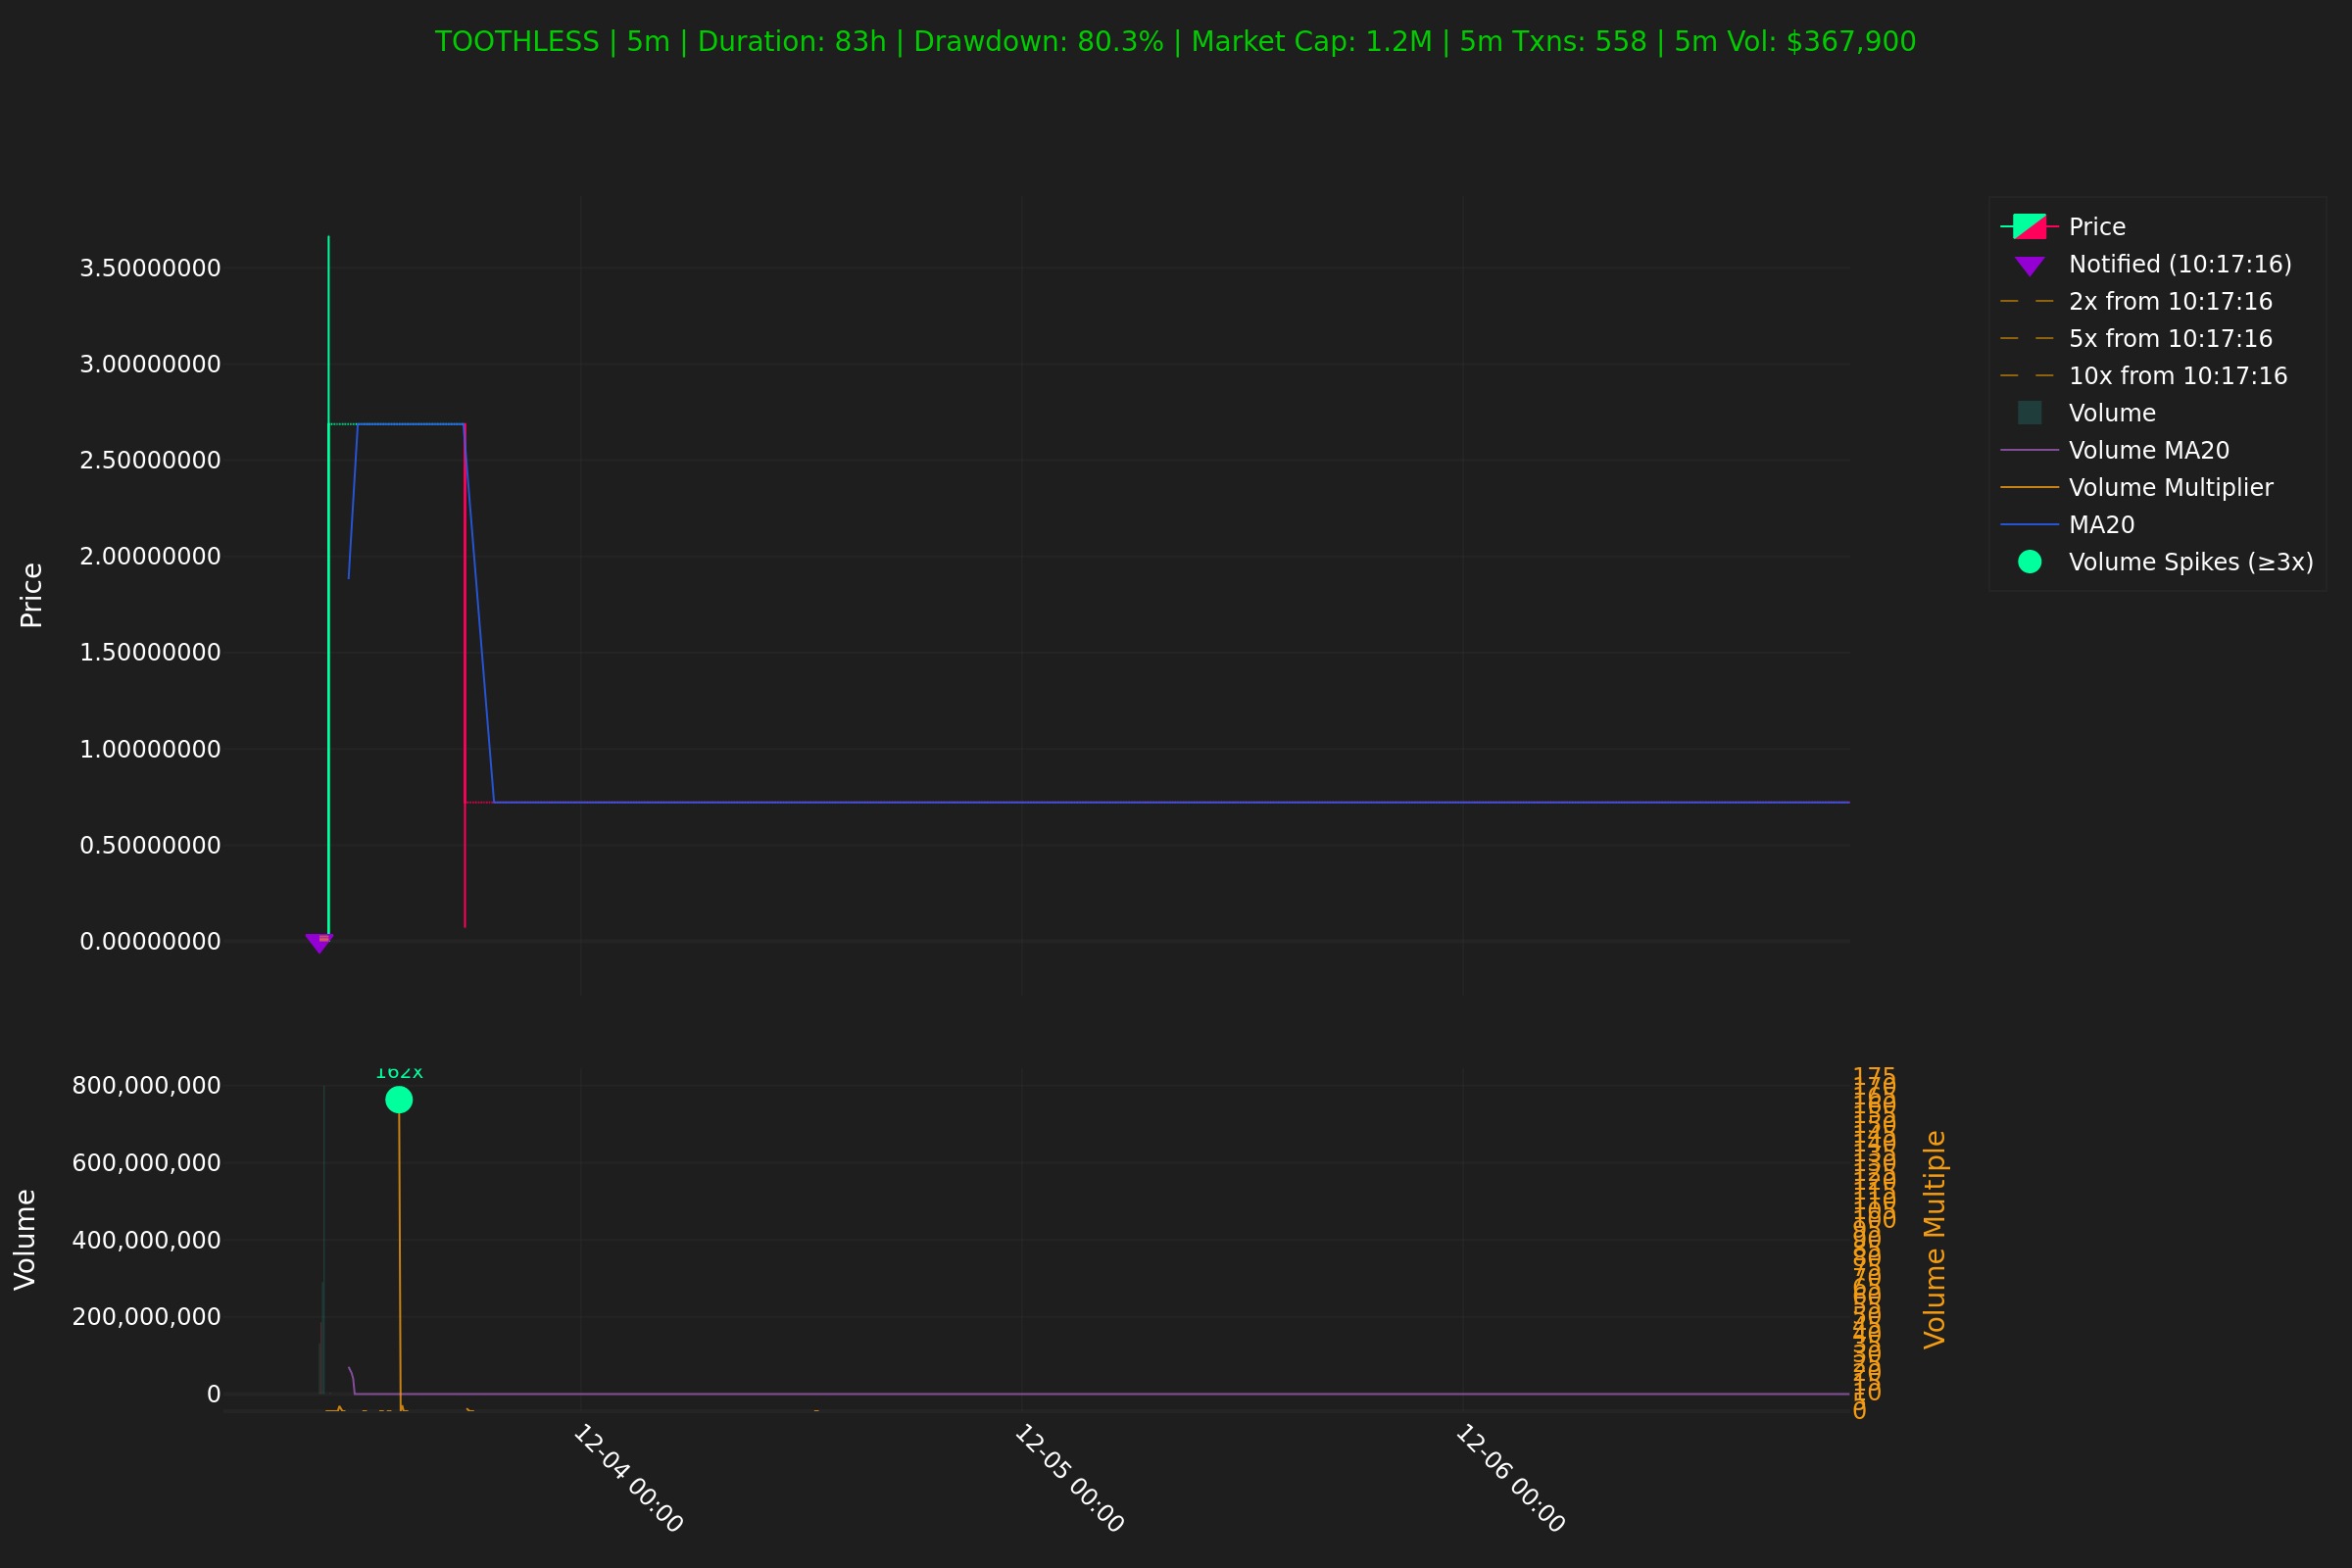 TOOTHLESS | 5m | Duration: 83h | Drawdown: 80.3% | Market Cap: 1.2M | 5m Txns: 558 | 5m Vol: $367,900
Price
3.50000000
3.00000000
2.50000000
2.00000000
1.50000000
1.00000000
0.50000000
0.00000000
Price
Notified (10:17:16)
2x from 10:17:16
5x from 10:17:16
10x from 10:17:16
Volume
Volume MA20
Volume Multiplier
MA20
Volume Spikes (≥3x)
162x
Volume
800,000,000
600,000,000
400,000,000
200,000,000
0
175
0
Volume Multiple
12-04 00:00
12-05 00:00
12-06 00:00